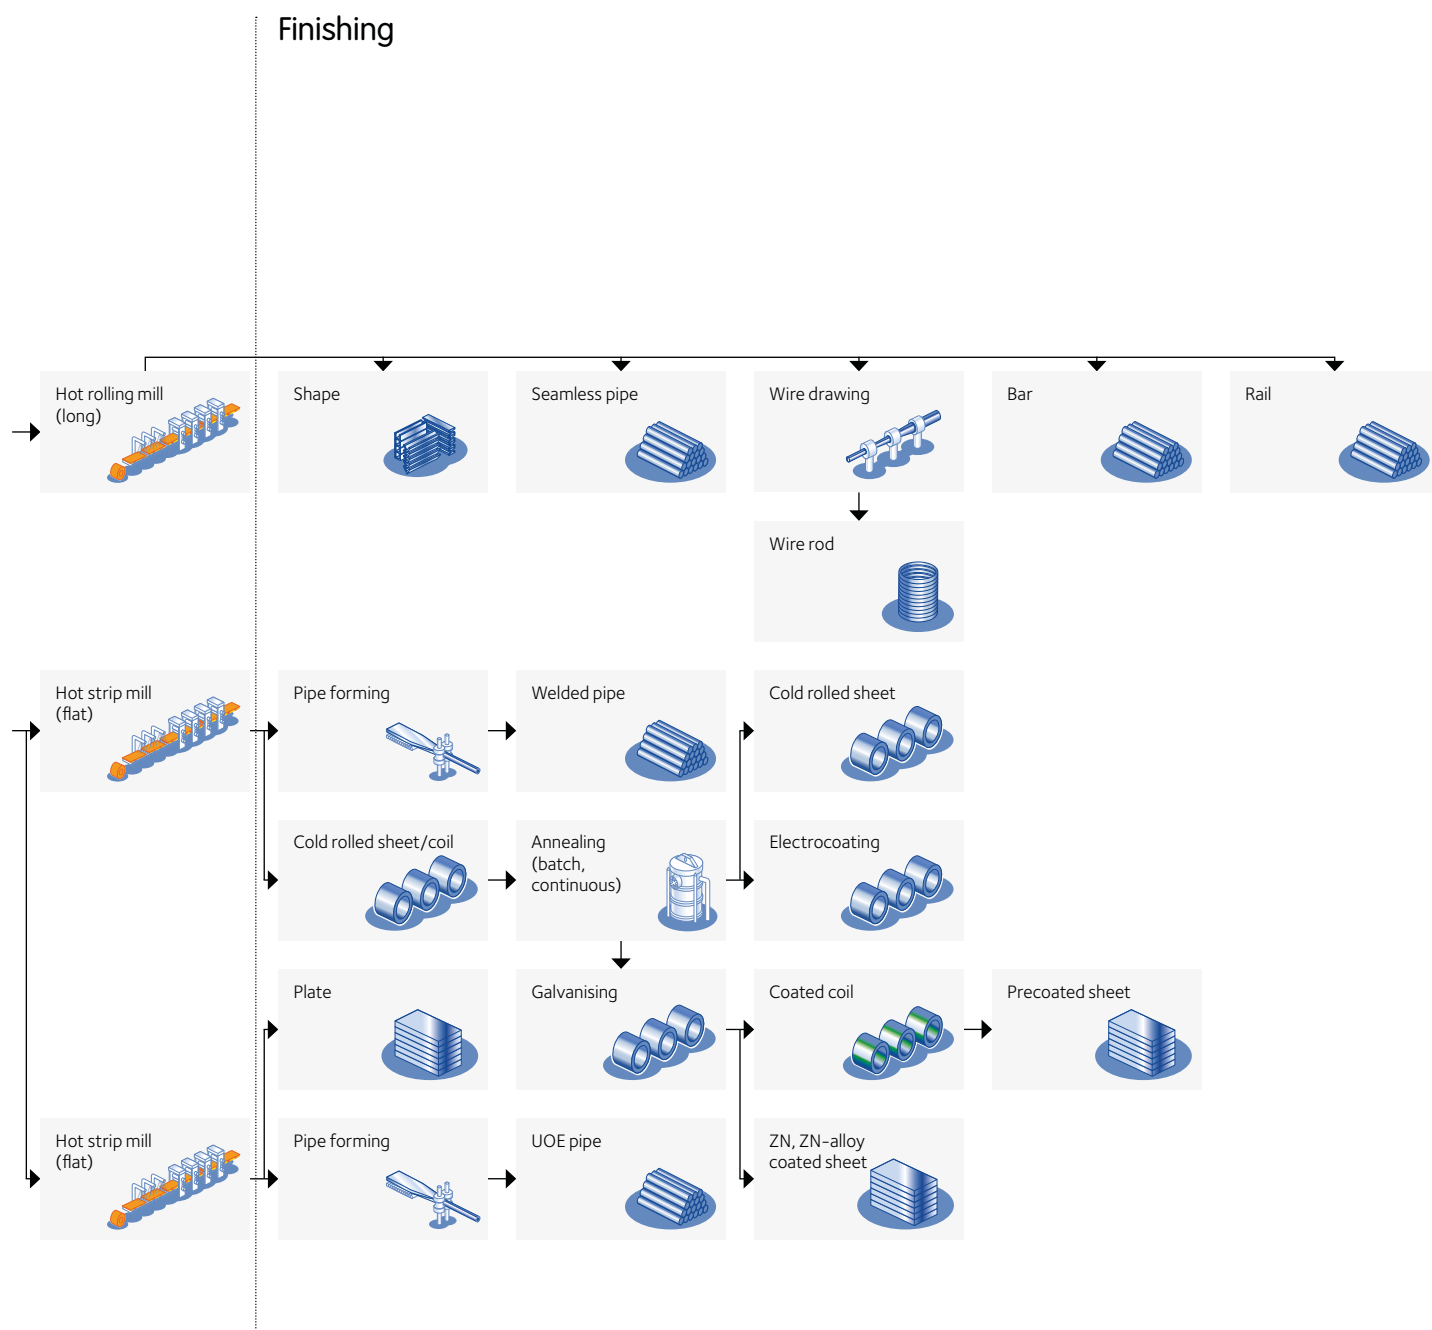 Finishing
Hot rolling mill
(long)
Shape
Seamless pipe
Wire drawing
Bar
Rail
Wire rod
Hot strip mill
(flat)
Pipe forming
Welded pipe
Cold rolled sheet
Cold rolled sheet/coil
Annealing
(batch,
continuous)
Electrocoating
Plate
Galvanising
Coated coil
Precoated sheet
Hot strip mill
(flat)
Pipe forming
UOE pipe
ZN, ZN-alloy
coated sheet